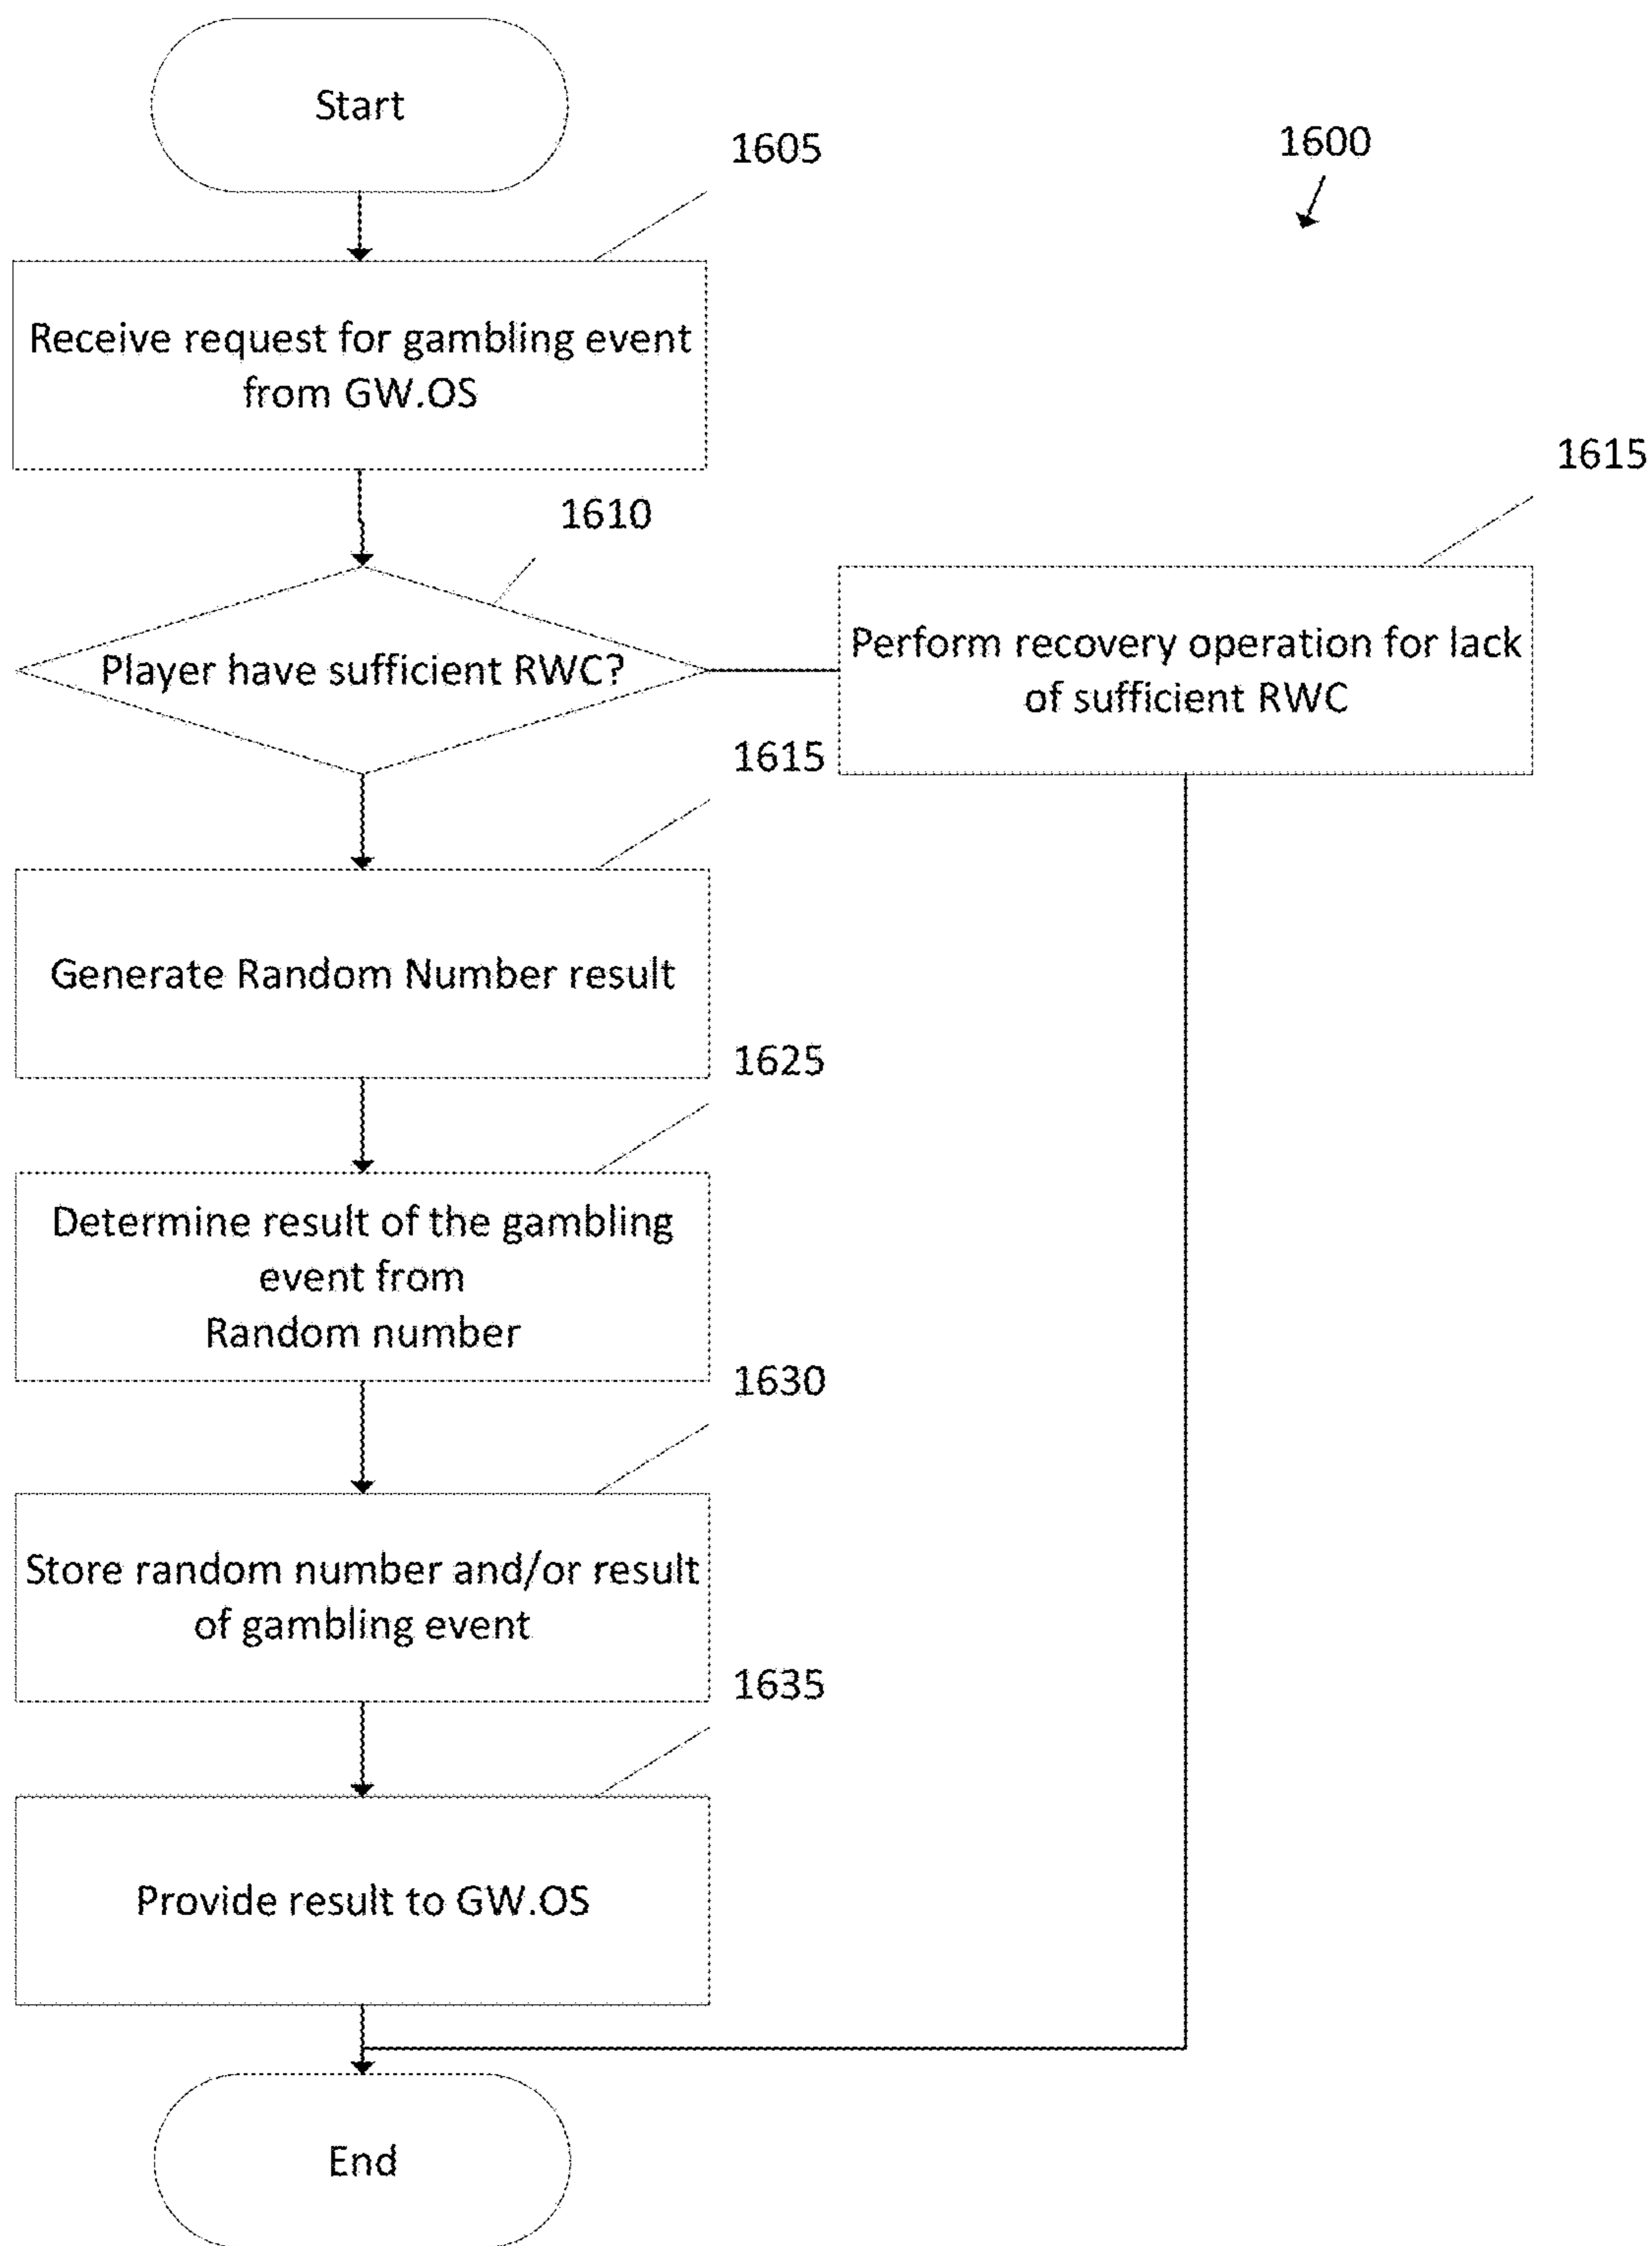 Start
1605
1600
Receive request for gambling event
from GW.OS
1615
1610
Player have sufficient RWC?
Perform recovery operation for lack
of sufficient RWC
1615
Generate Random Number result
1625
Determine result of the gambling
event from
Random number
1630
Store random number and/or result
of gambling event
1635
Provide result to GW.OS
End